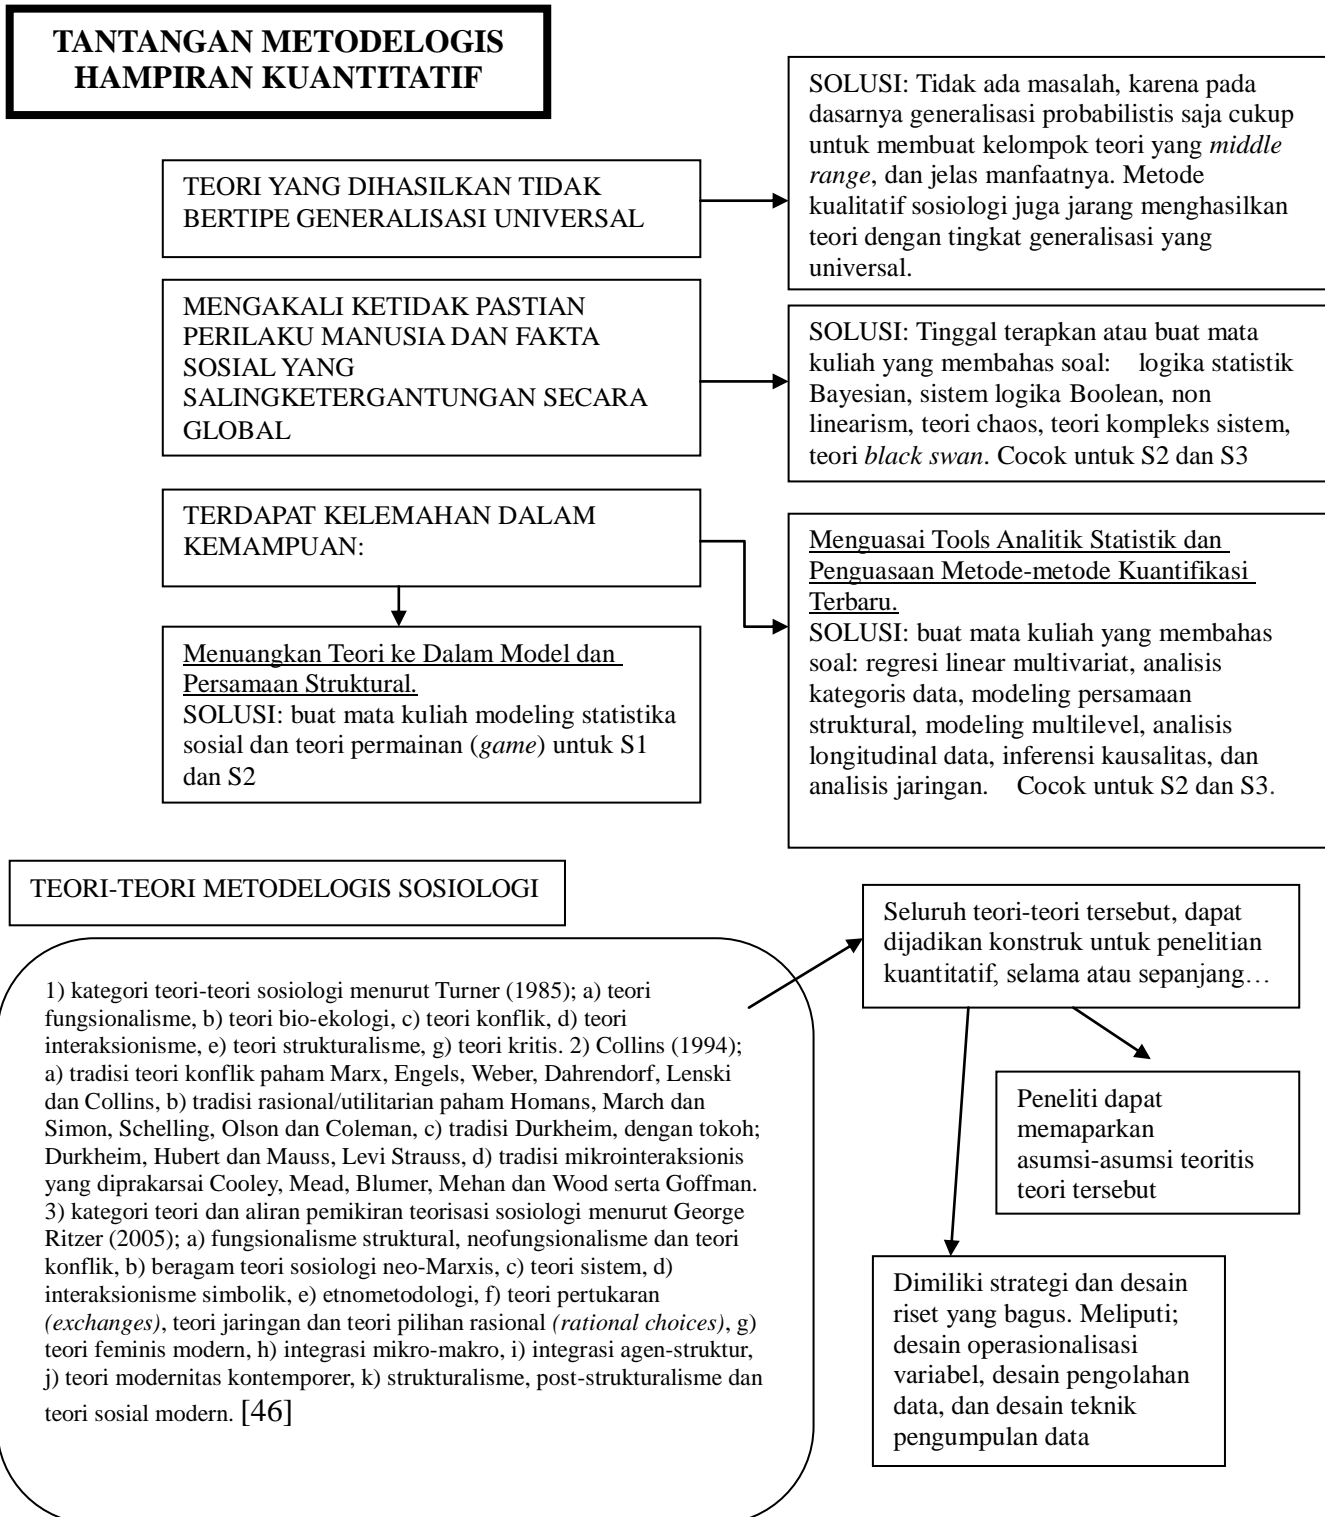 TANTANGAN METODELOGIS
HAMPIRAN KUANTITATIF
TEORI YANG DIHASILKAN TIDAK
BERTIPE GENERALISASI UNIVERSAL
SOLUSI: Tidak ada masalah, karena pada
dasarnya generalisasi probabilistis saja cukup
untuk membuat kelompok teori yang middle
range, dan jelas manfaatnya. Metode
kualitatif sosiologi juga jarang menghasilkan
teori dengan tingkat generalisasi yang
universal.
MENGAKALI KETIDAK PASTIAN
PERILAKU MANUSIA DAN FAKTA
SOSIAL YANG
SALINGKETERGANTUNGAN SECARA
GLOBAL
SOLUSI: Tinggal terapkan atau buat mata
kuliah yang membahas soal: logika statistik
Bayesian, sistem logika Boolean, non
linearism, teori chaos, teori kompleks sistem,
teori black swan. Cocok untuk S2 dan S3
TERDAPAT KELEMAHAN DALAM
KEMAMPUAN:
Menuangkan Teori ke Dalam Model dan
Persamaan Struktural.
SOLUSI: buat mata kuliah modeling statistika
sosial dan teori permainan (game) untuk S1
dan S2
Menguasai Tools Analitik Statistik dan
Penguasaan Metode-metode Kuantifikasi
Terbaru.
SOLUSI: buat mata kuliah yang membahas
soal: regresi linear multivariat, analisis
kategoris data, modeling persamaan
struktural, modeling multilevel, analisis
longitudinal data, inferensi kausalitas, dan
analisis jaringan. Cocok untuk S2 dan S3.
TEORI-TEORI METODELOGIS SOSIOLOGI
1) kategori teori-teori sosiologi menurut Turner (1985); a) teori
fungsionalisme, b) teori bio-ekologi, c) teori konflik, d) teori
interaksionisme, e) teori strukturalisme, g) teori kritis. 2) Collins (1994);
a) tradisi teori konflik paham Marx, Engels, Weber, Dahrendorf, Lenski
dan Collins, b) tradisi rasional/utilitarian paham Homans, March dan
Simon, Schelling, Olson dan Coleman, c) tradisi Durkheim, dengan tokoh;
Durkheim, Hubert dan Mauss, Levi Strauss, d) tradisi mikrointeraksionis
yang diprakarsai Cooley, Mead, Blumer, Mehan dan Wood serta Goffman.
3) kategori teori dan aliran pemikiran teorisasi sosiologi menurut George
Ritzer (2005); a) fungsionalisme struktural, neofungsionalisme dan teori
konflik, b) beragam teori sosiologi neo-Marxis, c) teori sistem, d)
interaksionisme simbolik, e) etnometodologi, f) teori pertukaran
(exchanges), teori jaringan dan teori pilihan rasional (rational choices), g)
teori feminis modern, h) integrasi mikro-makro, i) integrasi agen-struktur,
j) teori modernitas kontemporer, k) strukturalisme, post-strukturalisme dan
teori sosial modern. [46]
Seluruh teori-teori tersebut, dapat
dijadikan konstruk untuk penelitian
kuantitatif, selama atau sepanjang…
Peneliti dapat
memaparkan
asumsi-asumsi teoritis
teori tersebut
Dimiliki strategi dan desain
riset yang bagus. Meliputi;
desain operasionalisasi
variabel, desain pengolahan
data, dan desain teknik
pengumpulan data